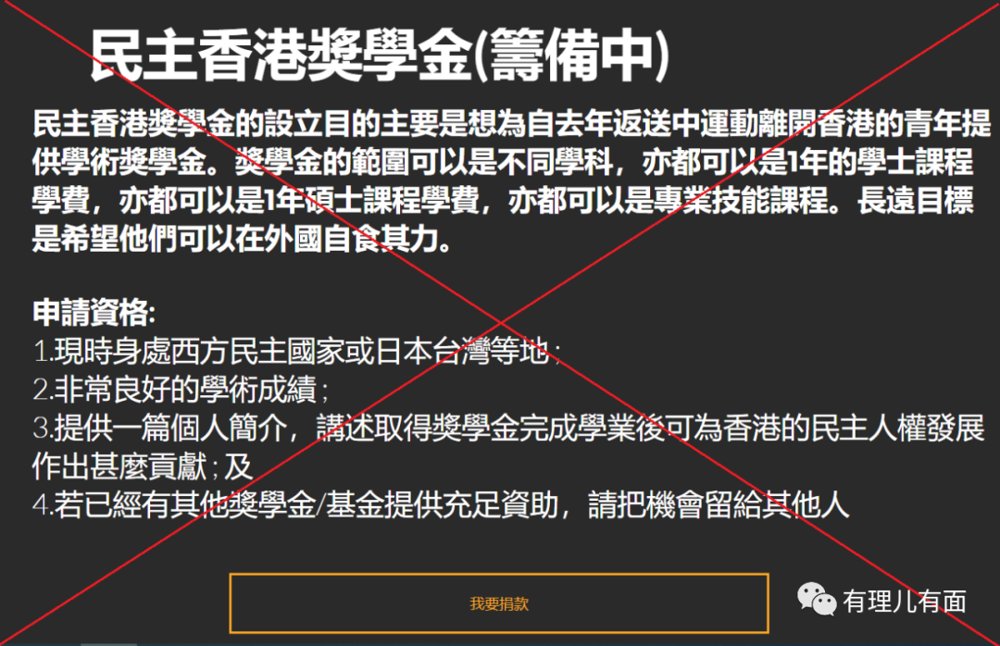 民主香港獎學金(籌備中)
民主香港獎學金的設立目的主要是想為自去年返送中運動離開香港的青年提
供學術獎學金。獎學金的範圍可以是不同學科，亦都可以是1年的學士課程
學費，亦都可以是1年碩士課程學費，亦都可以是專業技能課程。長遠目標
是希望他們可以在外國自食其力。
申請資格:
1.現時身處西方民主國家或日本台灣等地;
2.非常良好的學術成績;
3.提供一篇個人簡介，講述取得獎學金完成學業後可為香港的民主人權發展
作出甚麼貢獻;及
4.若已經有其他獎學金/基金提供充足資助，請把機會留給其他人
我要捐款
有理儿有面